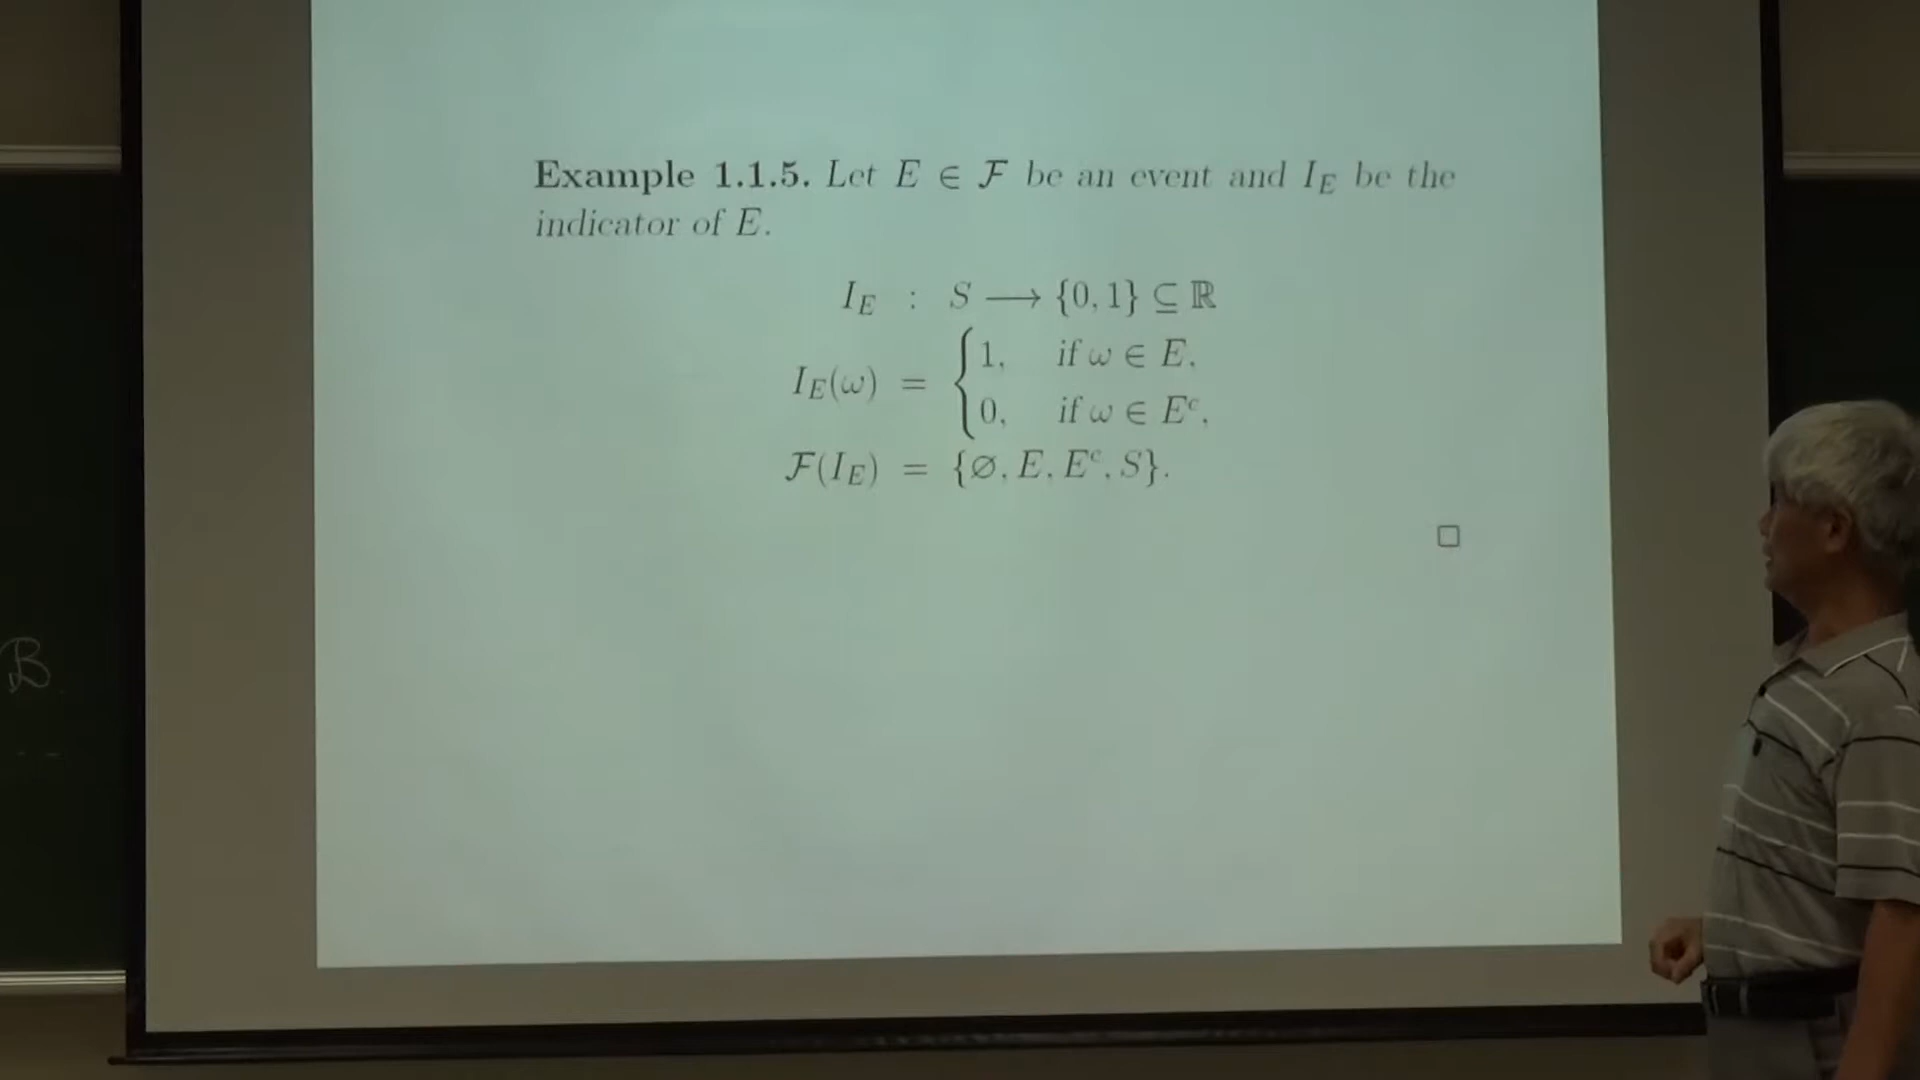 Example 1.1.5. Let E ∈ ℱ be an event and I_E be the
indicator of E.
I_E : S ⟶ {0, 1} ⊆ ℝ
I_E(ω) = { 1, if ω ∈ E,
0, if ω ∈ E^c,
ℱ(I_E) = {∅, E, E^c, S}.
ℬ